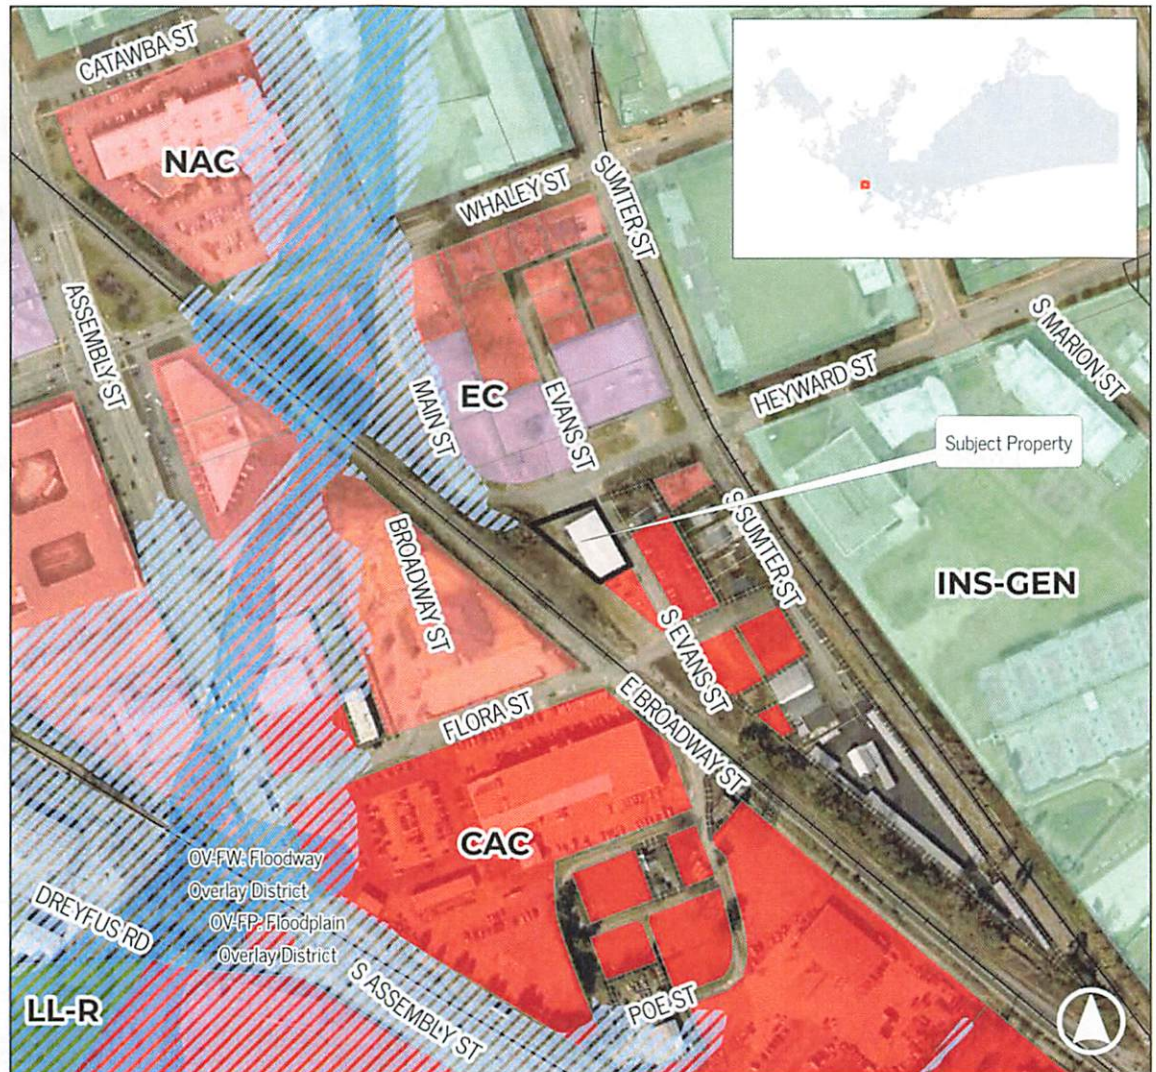 CATAWBA ST
NAC
WHALEY ST
SUMTER ST
ASSEMBLY ST
S MARION ST
HEYWARD ST
MAIN ST
EC
EVANS ST
Subject Property
S SUMTER ST
BROADWAY ST
INS-GEN
S EVANS ST
E BROADWAY ST
FLORA ST
CAC
OV-FW: Floodway
Overlay District
OV-FP: Floodplain
Overlay District
DREYFUS RD
S ASSEMBLY ST
POE ST
LL-R